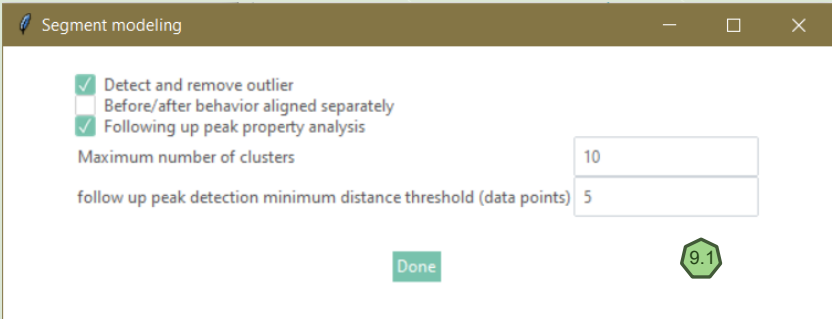 Segment modeling
Detect and remove outlier
Before/after behavior aligned separately
Following up peak property analysis
Maximum number of clusters 10
follow up peak detection minimum distance threshold (data points) 5
Done
9.1